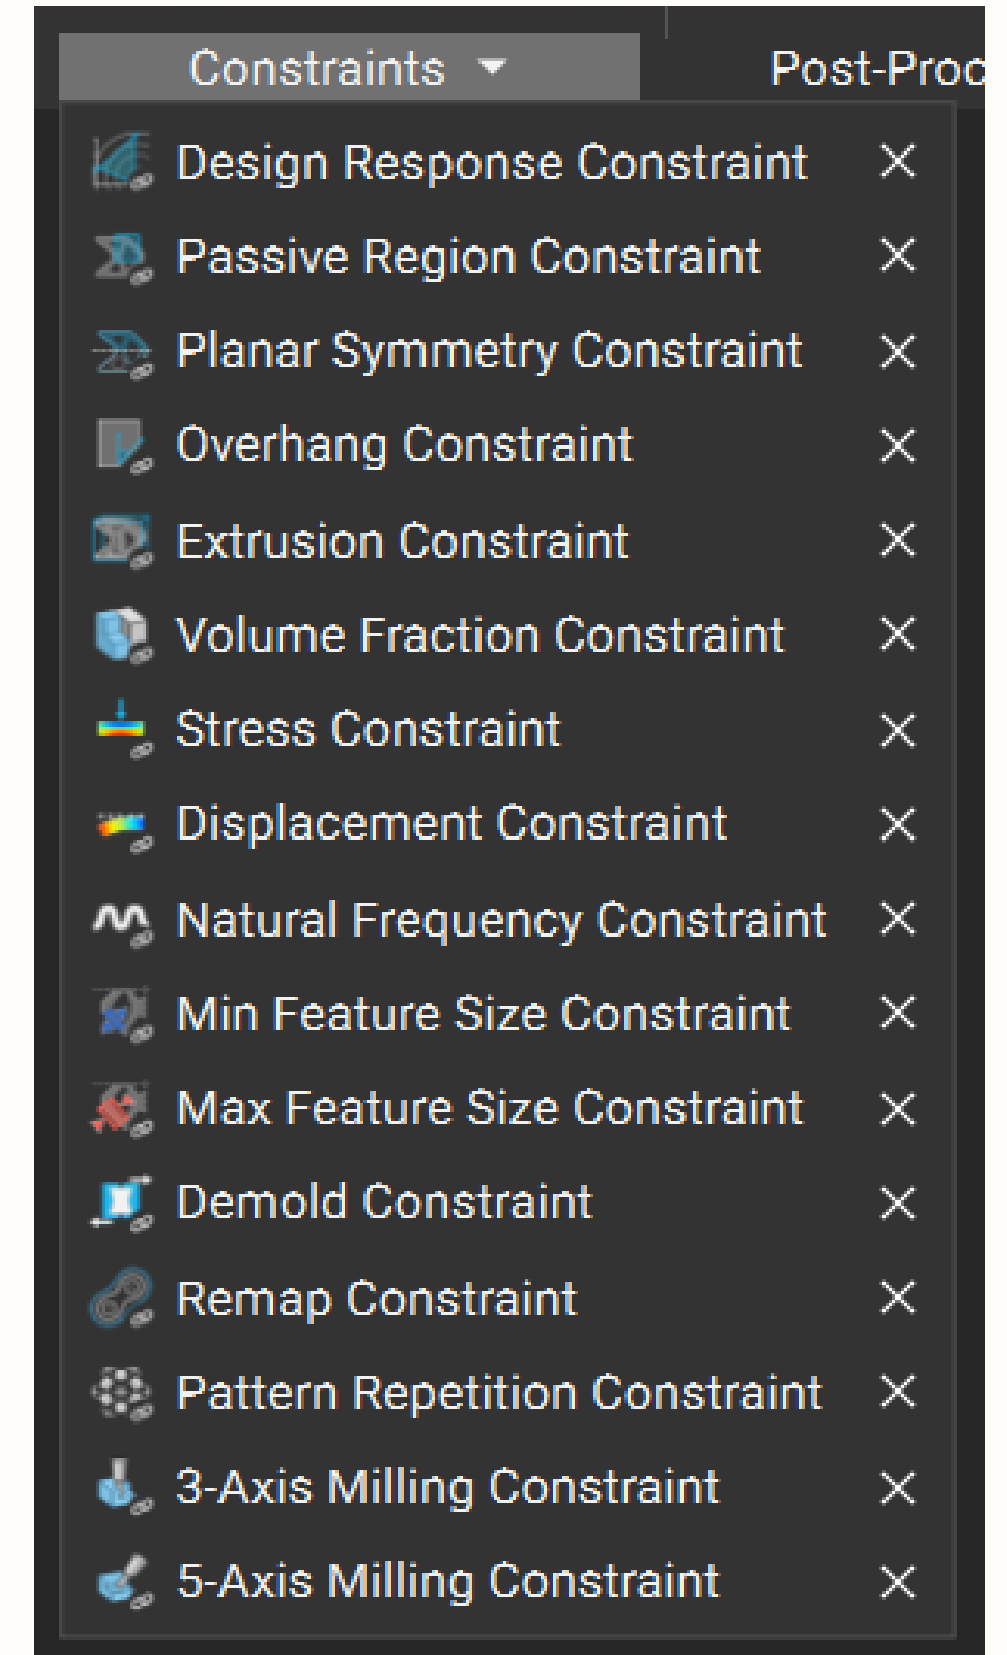 Constraints
Post-Proc
Design Response Constraint
Passive Region Constraint
Planar Symmetry Constraint
Overhang Constraint
Extrusion Constraint
Volume Fraction Constraint
Stress Constraint
Displacement Constraint
Natural Frequency Constraint
Min Feature Size Constraint
Max Feature Size Constraint
Demold Constraint
Remap Constraint
Pattern Repetition Constraint
3-Axis Milling Constraint
5-Axis Milling Constraint